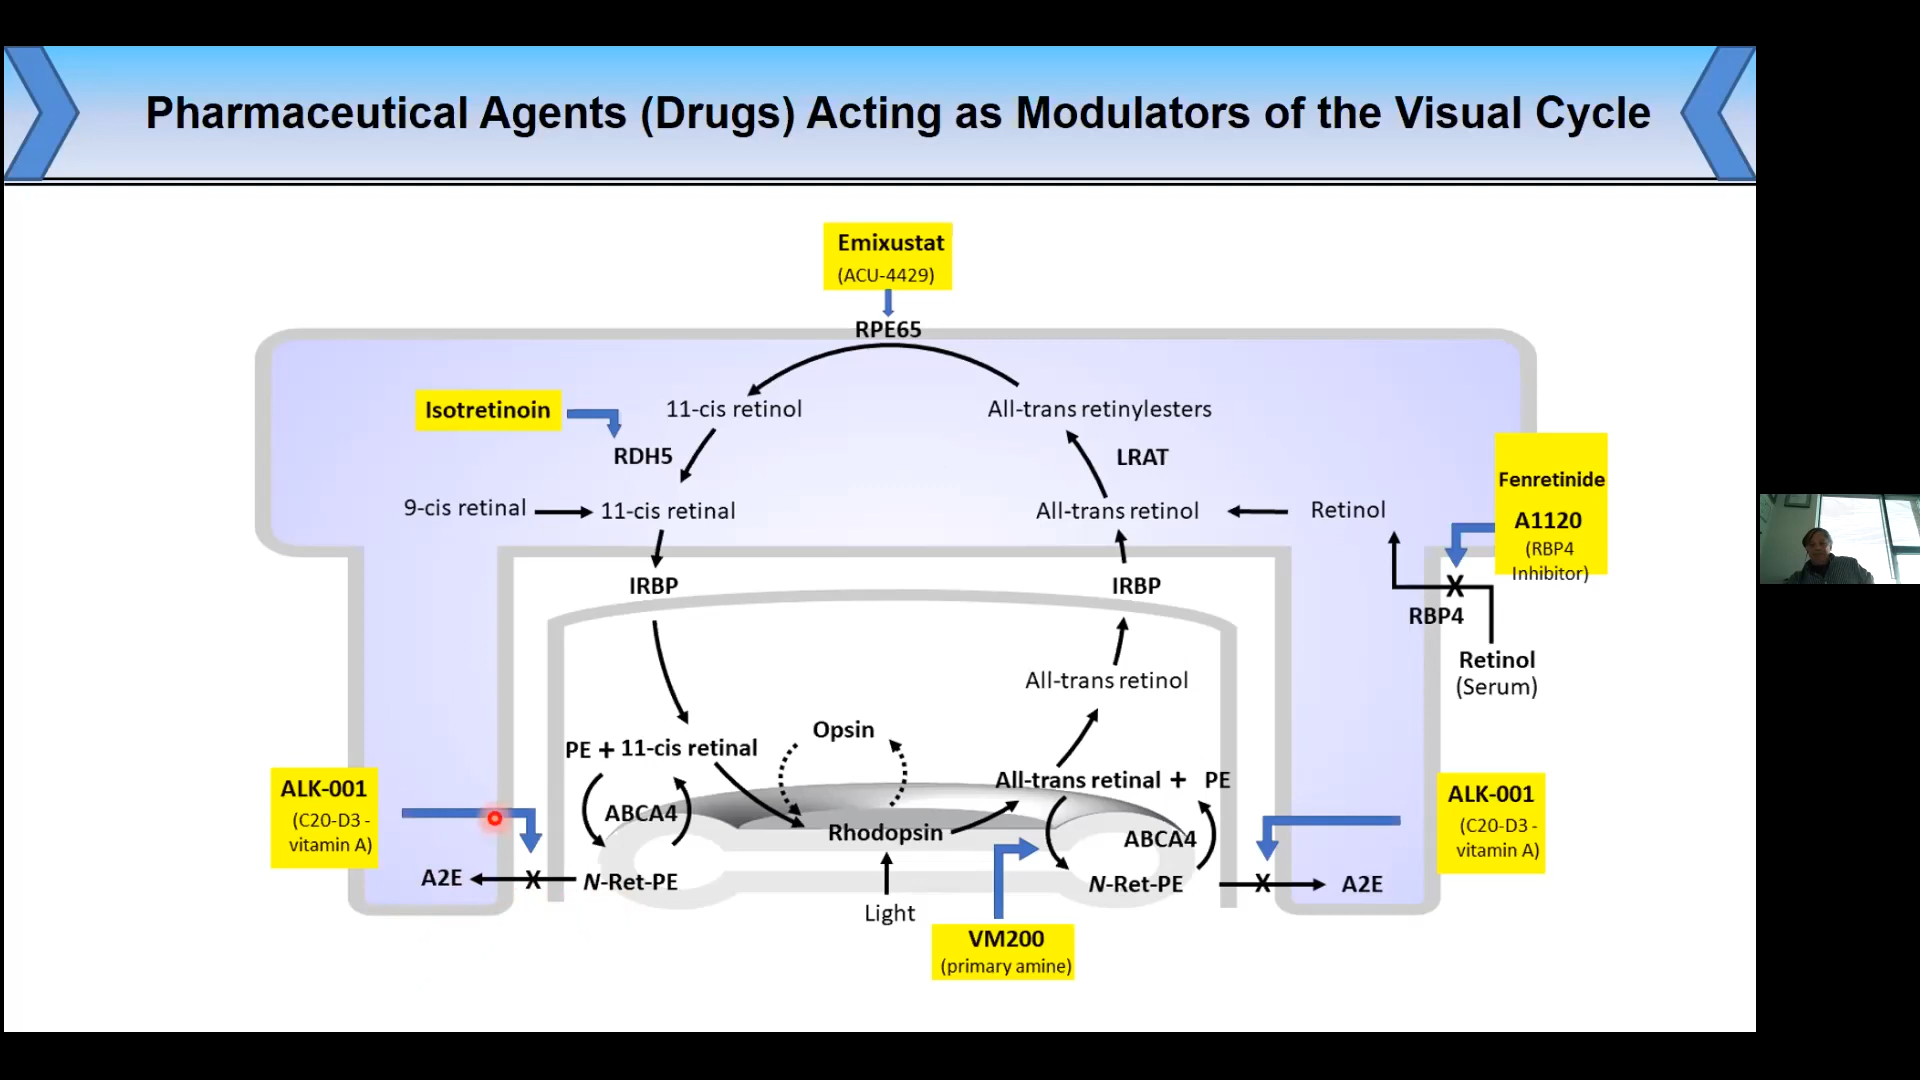 Pharmaceutical Agents (Drugs) Acting as Modulators of the Visual Cycle
Emixustat
(ACU-4429)
RPE65
Isotretinoin
11-cis retinol
All-trans retinylesters
RDH5
LRAT
9-cis retinal
11-cis retinal
All-trans retinol
Retinol
Fenretinide
A1120
(RBP4
Inhibitor)
IRBP
IRBP
X
RBP4
Retinol
(Serum)
All-trans retinol
Opsin
PE + 11-cis retinal
All-trans retinal + PE
ABCA4
Rhodopsin
ABCA4
ALK-001
(C20-D3 -
vitamin A)
ALK-001
(C20-D3 -
vitamin A)
A2E
X
N-Ret-PE
Light
N-Ret-PE
X
A2E
VM200
(primary amine)